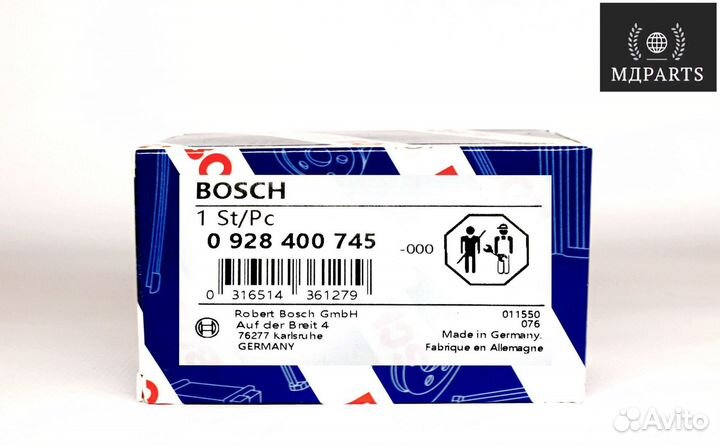 МДPARTS
BOSCH
1 St/Pc
0 928 400 745
-000
0 316514 361279
Robert Bosch GmbH
Auf der Breit 4
76227 Karlsruhe
GERMANY
011550
076
Made in Germany.
Fabrique en Allemagne
Avito